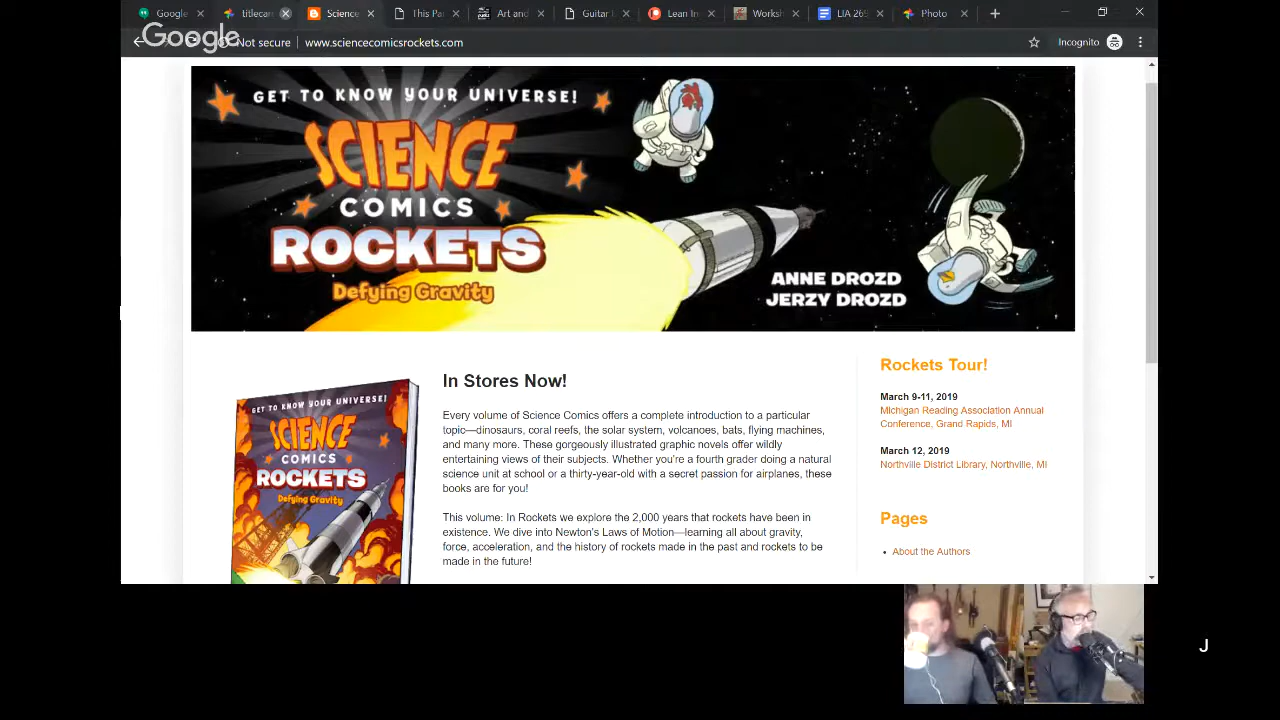 Google
titlecar
Science
This Pa
Art and
Guitar L
Lean In
Worksh
LIA 265
Photo
Google
Not secure
www.sciencecomicsrockets.com
Incognito
GET TO KNOW YOUR UNIVERSE!
SCIENCE
COMICS
ROCKETS
Defying Gravity
ANNE DROZD
JERZY DROZD
GET TO KNOW YOUR UNIVERSE!
SCIENCE
COMICS
ROCKETS
Defying Gravity
In Stores Now!
Every volume of Science Comics offers a complete introduction to a particular
topic—dinosaurs, coral reefs, the solar system, volcanoes, bats, flying machines,
and many more. These gorgeously illustrated graphic novels offer wildly
entertaining views of their subjects. Whether you're a fourth grader doing a natural
science unit at school or a thirty-year-old with a secret passion for airplanes, these
books are for you!
This volume: In Rockets we explore the 2,000 years that rockets have been in
existence. We dive into Newton's Laws of Motion—learning all about gravity,
force, acceleration, and the history of rockets made in the past and rockets to be
made in the future!
Rockets Tour!
March 9-11, 2019
Michigan Reading Association Annual
Conference, Grand Rapids, MI
March 12, 2019
Northville District Library, Northville, MI
Pages
About the Authors
J